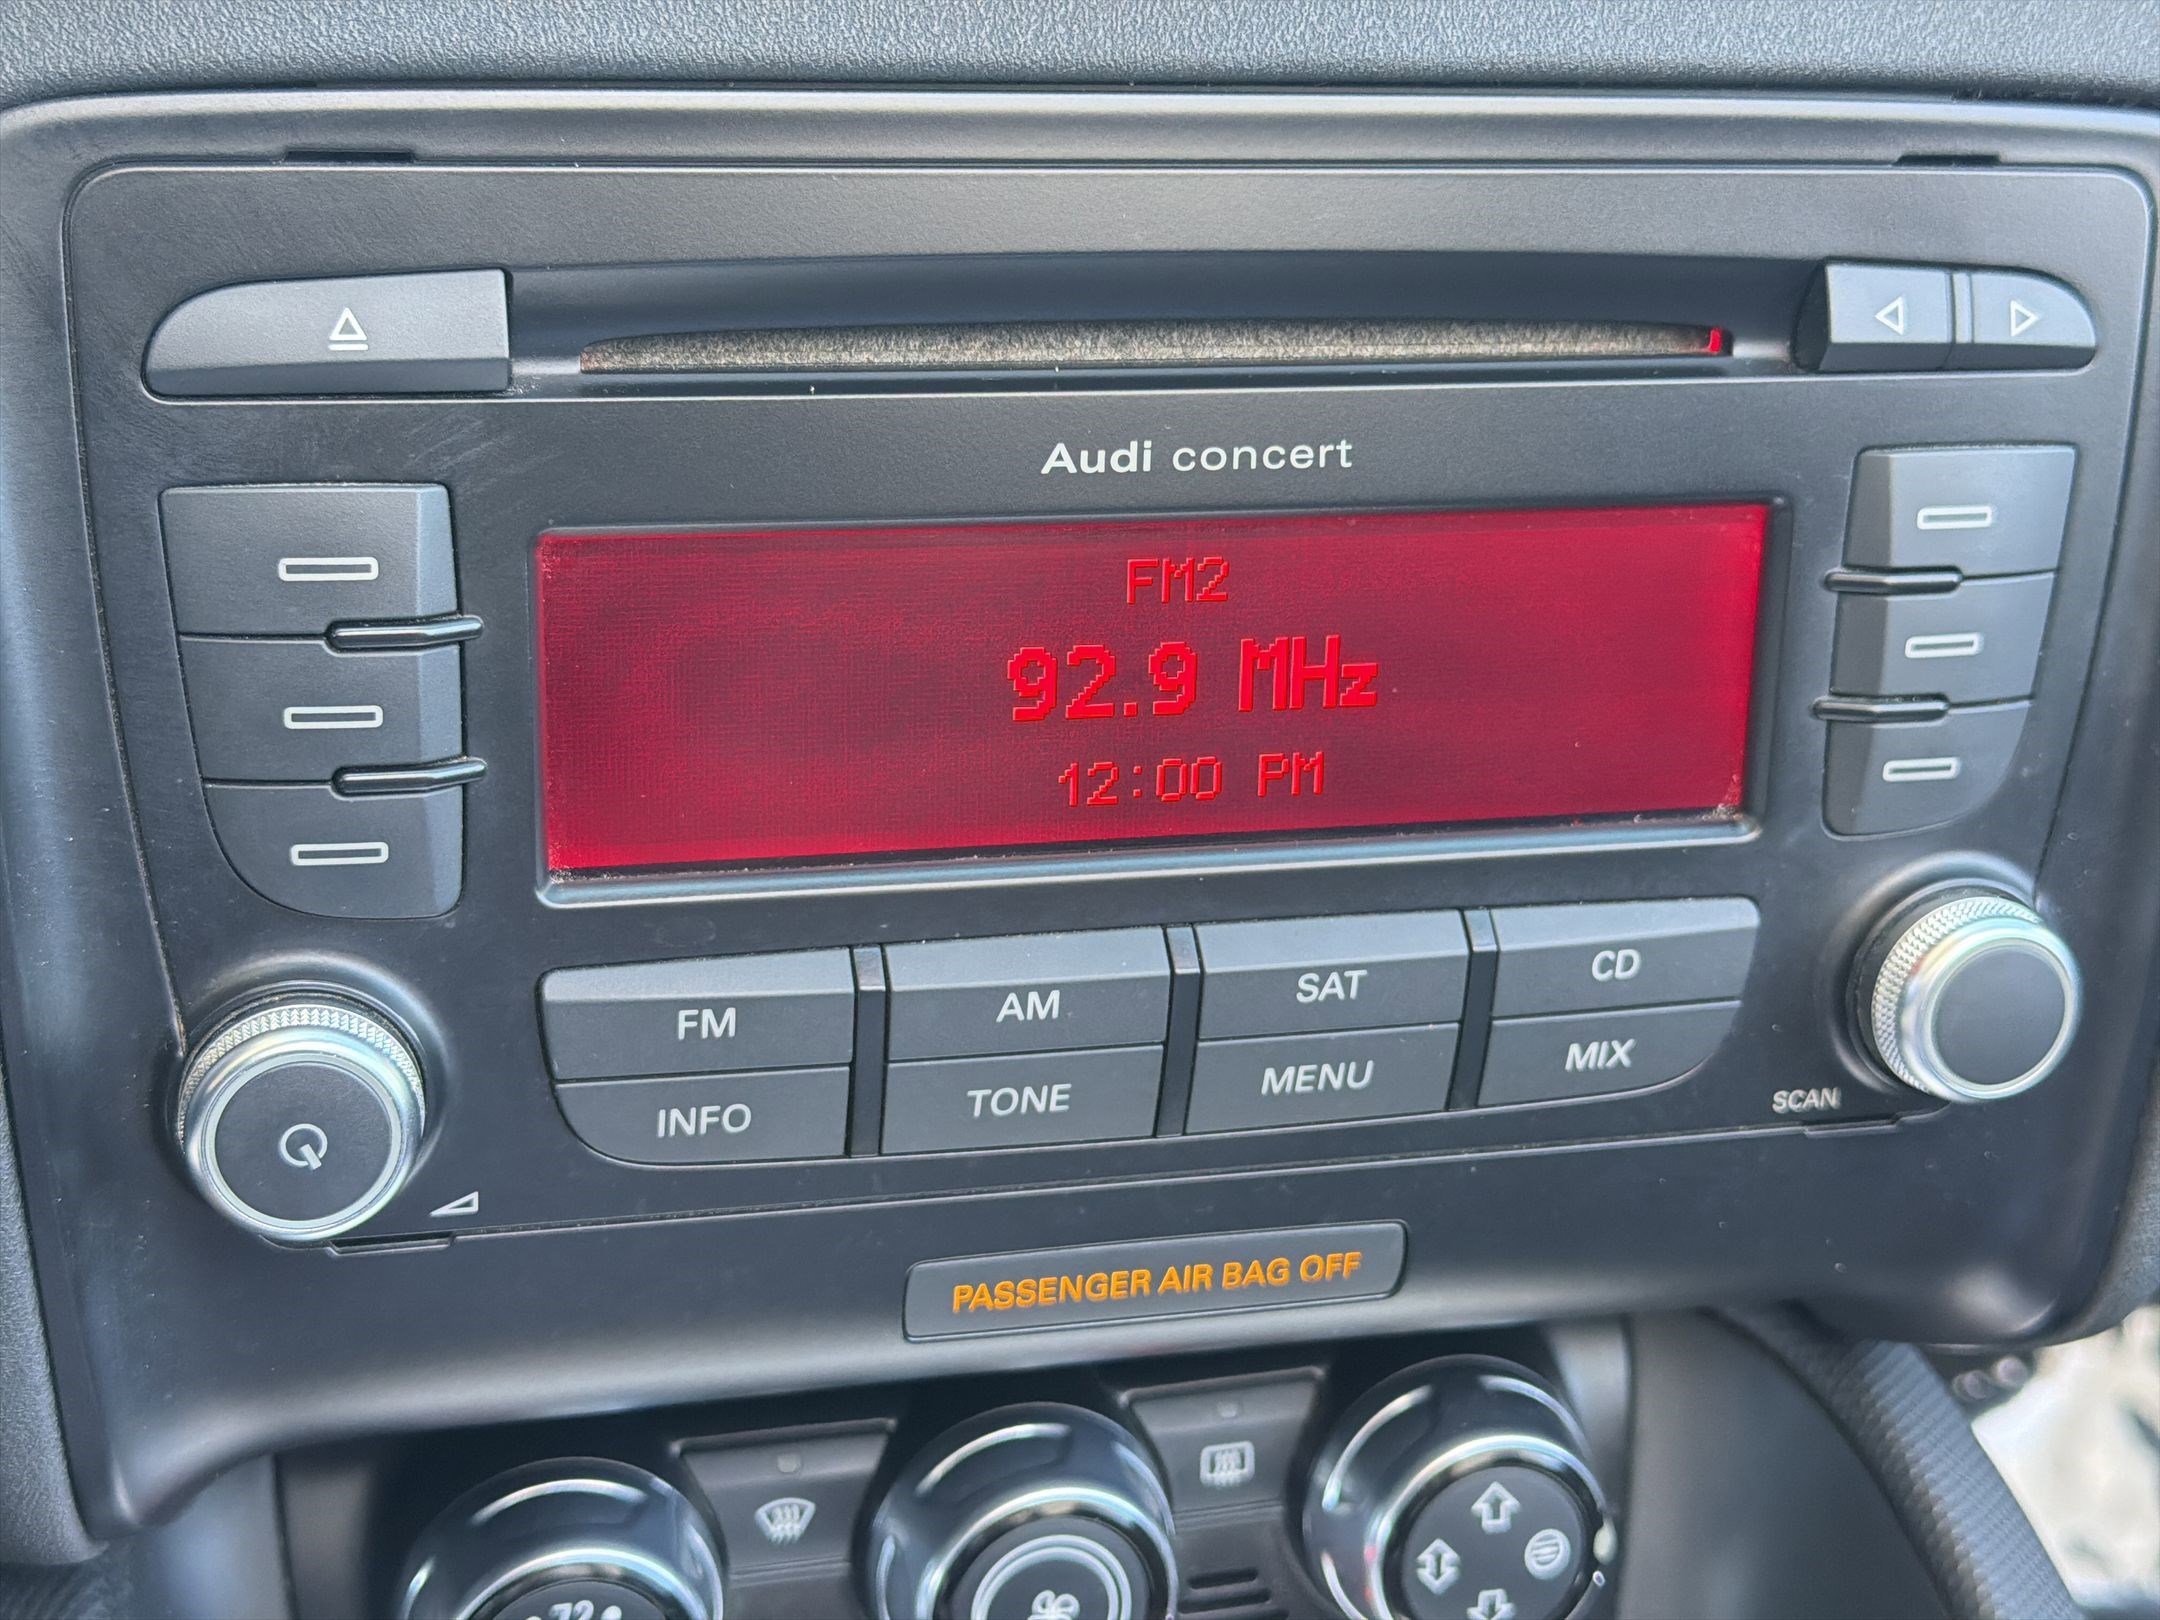 Audi concert
FM2
92.9 MHz
12:00 PM
FM
AM
SAT
CD
INFO
TONE
MENU
MIX
SCAN
PASSENGER AIR BAG OFF
72